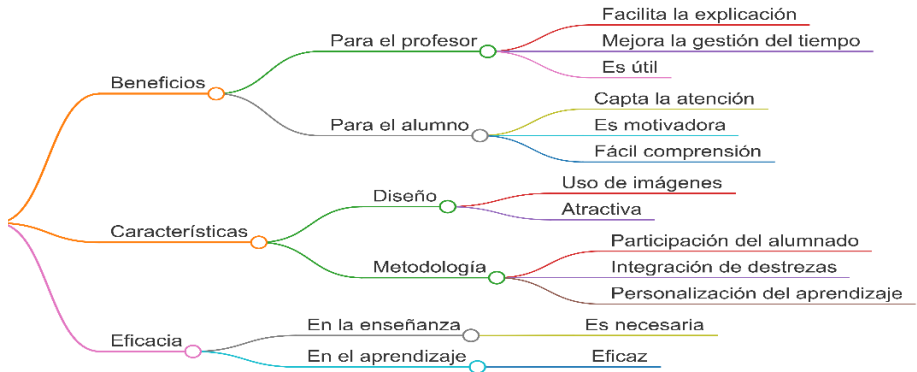 Beneficios
Para el profesor
Facilita la explicación
Mejora la gestión del tiempo
Es útil
Para el alumno
Capta la atención
Es motivadora
Fácil comprensión
Características
Diseño
Uso de imágenes
Atractiva
Metodología
Participación del alumnado
Integración de destrezas
Personalización del aprendizaje
Eficacia
En la enseñanza
Es necesaria
En el aprendizaje
Eficaz